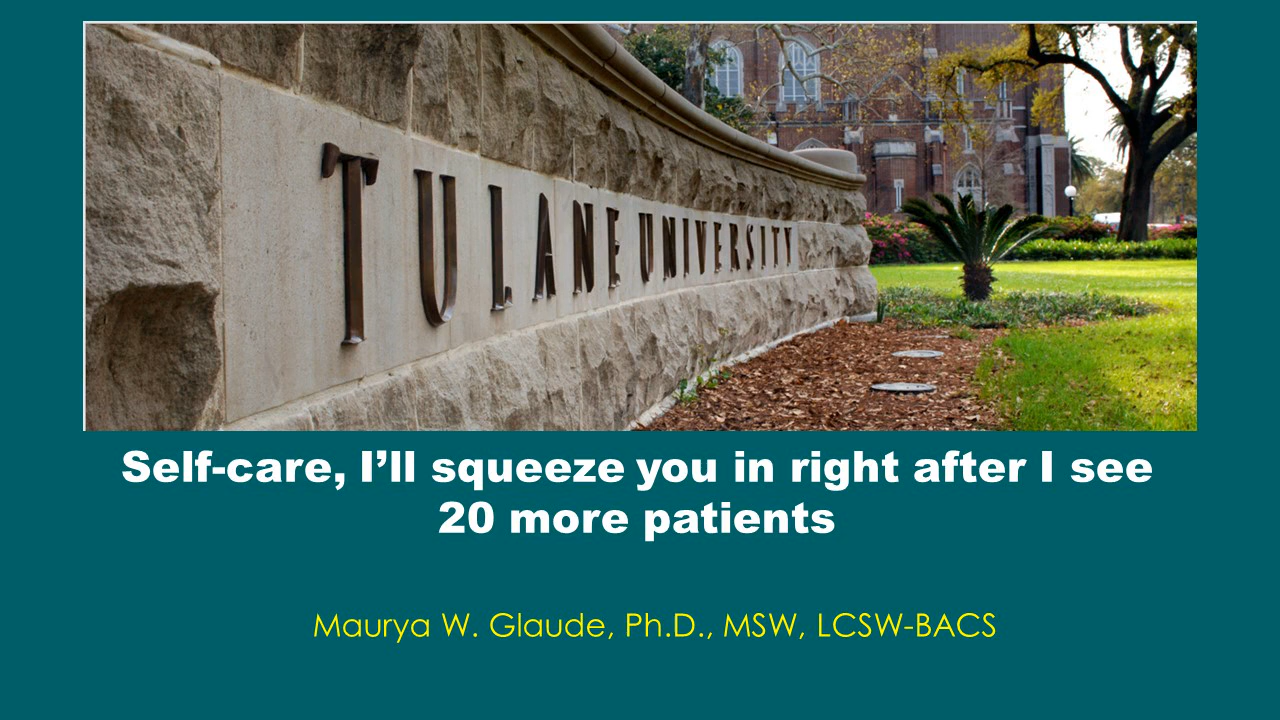 TULANE UNIVERSITY
Self-care, I’ll squeeze you in right after I see
20 more patients
Maurya W. Glaude, Ph.D., MSW, LCSW-BACS